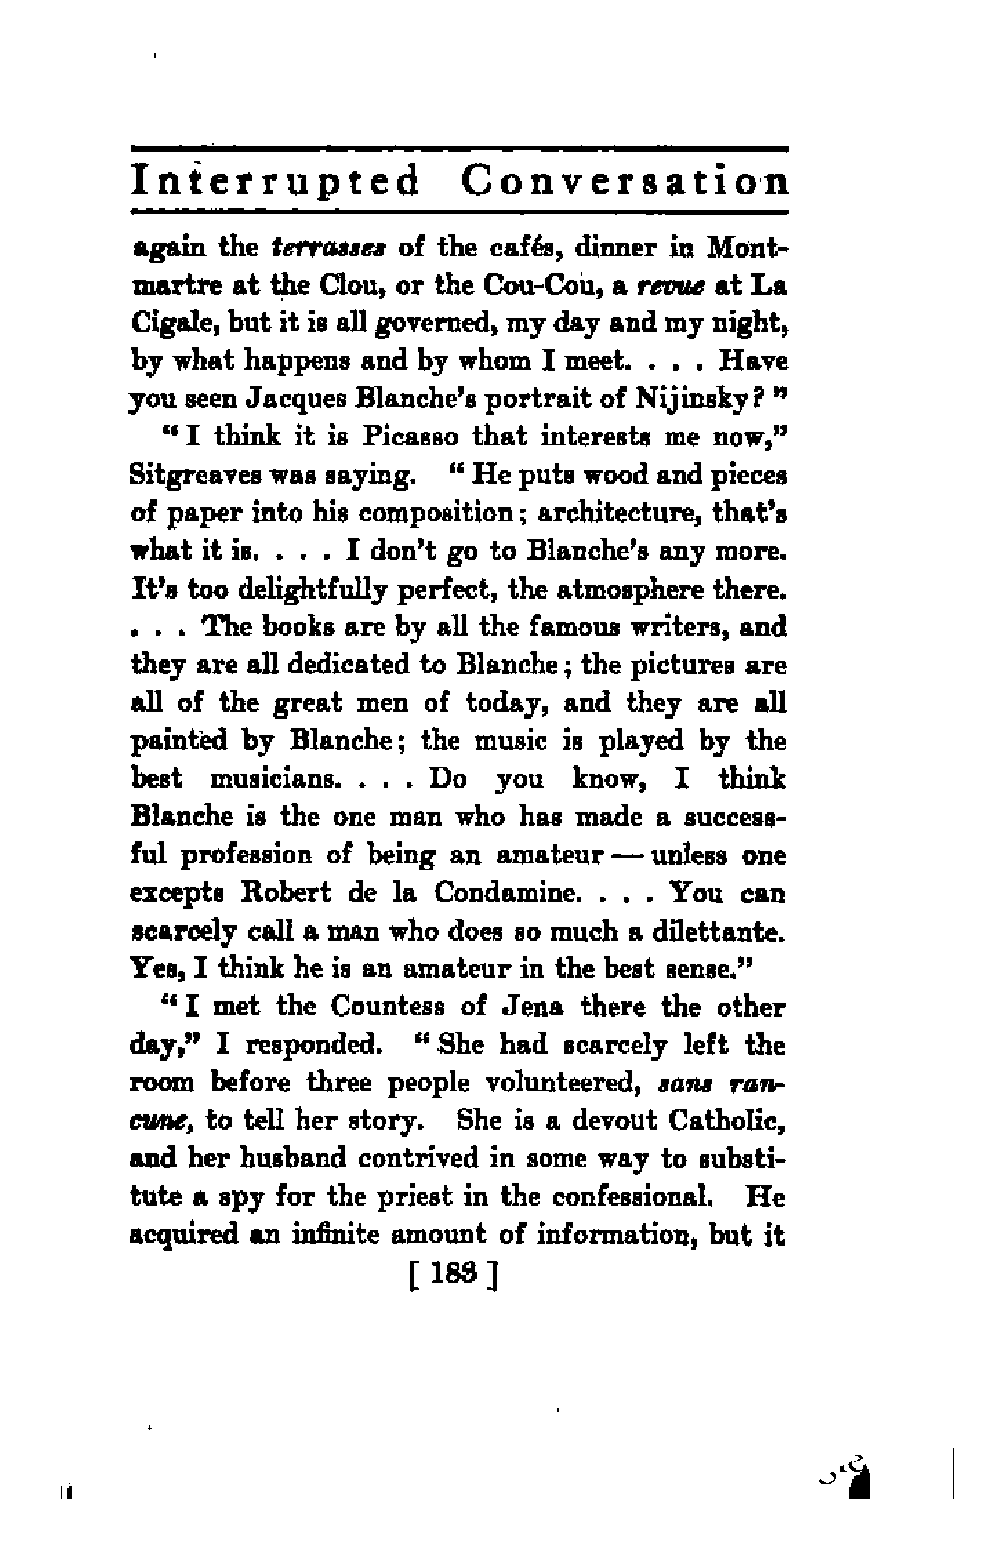 Interrupted Conversation
again the terrasses of the cafés, dinner in Mont-
martre at the Clou, or the Cou-Cou, a revue at La
Cigale, but it is all governed, my day and my night,
by what happens and by whom I meet. . . . Have
you seen Jacques Blanche's portrait of Nijinsky?"
"I think it is Picasso that interests me now,"
Sitgreaves was saying. "He puts wood and pieces
of paper into his composition; architecture, that's
what it is. . . . I don't go to Blanche's any more.
It's too delightfully perfect, the atmosphere there.
. . . The books are by all the famous writers, and
they are all dedicated to Blanche; the pictures are
all of the great men of today, and they are all
painted by Blanche; the music is played by the
best musicians. . . . Do you know, I think
Blanche is the one man who has made a success-
ful profession of being an amateur — unless one
excepts Robert de la Condamine. . . . You can
scarcely call a man who does so much a dilettante.
Yes, I think he is an amateur in the best sense."
"I met the Countess of Jena there the other
day," I responded. "She had scarcely left the
room before three people volunteered, sans ran-
cune, to tell her story. She is a devout Catholic,
and her husband contrived in some way to substi-
tute a spy for the priest in the confessional. He
acquired an infinite amount of information, but it
[ 183 ]